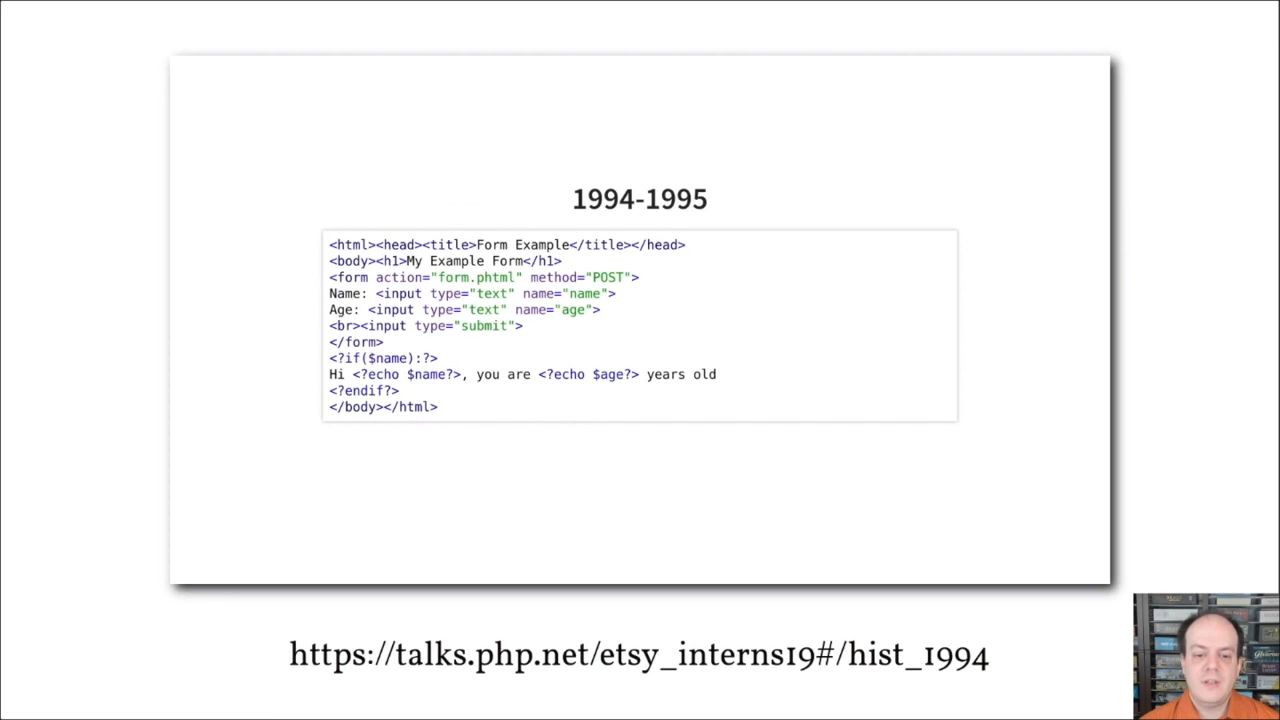 1994-1995
<html><head><title>Form Example</title></head>
<body><h1>My Example Form</h1>
<form action="form.phtml" method="POST">
Name: <input type="text" name="name">
Age: <input type="text" name="age">
<br><input type="submit">
</form>
<?if($name):?>
Hi <?echo $name?>, you are <?echo $age?> years old
<?endif?>
</body></html>
https://talks.php.net/etsy_interns19#/hist_1994